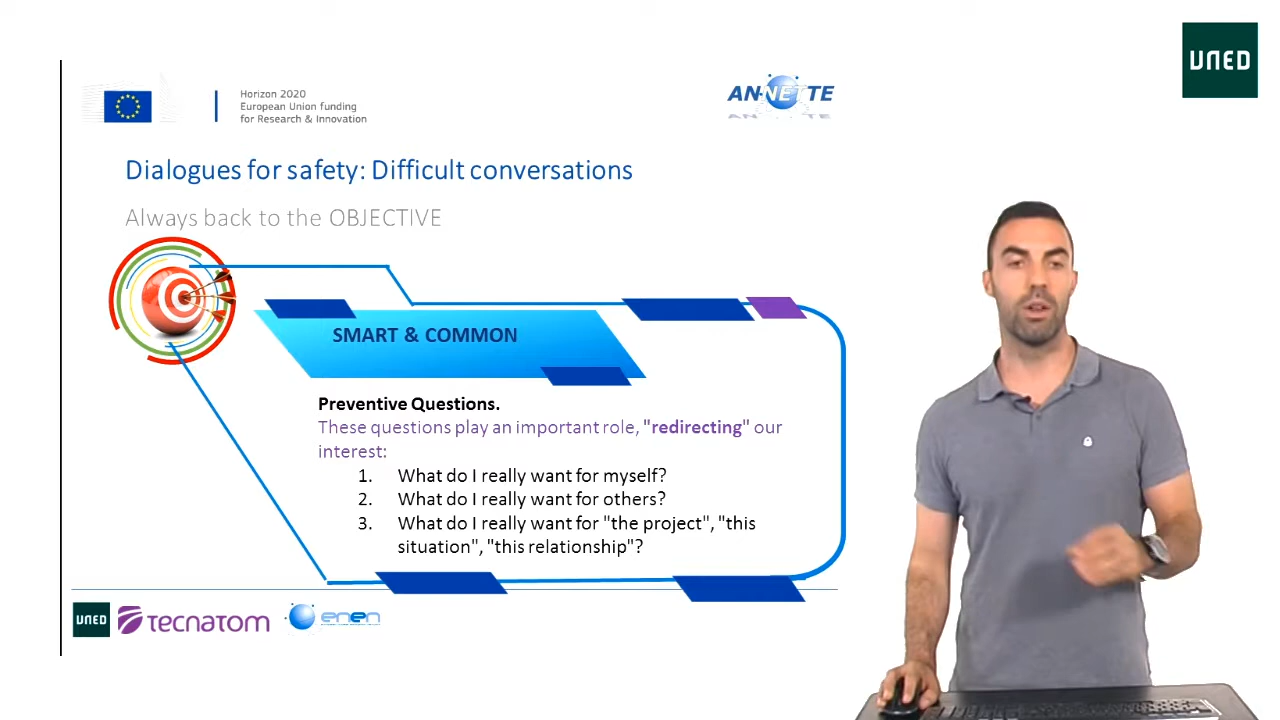 UNED
Horizon 2020
European Union funding
for Research & Innovation
ANNETTE
Dialogues for safety: Difficult conversations
Always back to the OBJECTIVE
SMART & COMMON
Preventive Questions.
These questions play an important role, "redirecting" our
interest:
1. What do I really want for myself?
2. What do I really want for others?
3. What do I really want for "the project", "this
situation", "this relationship"?
UNED
tecnatom
enen